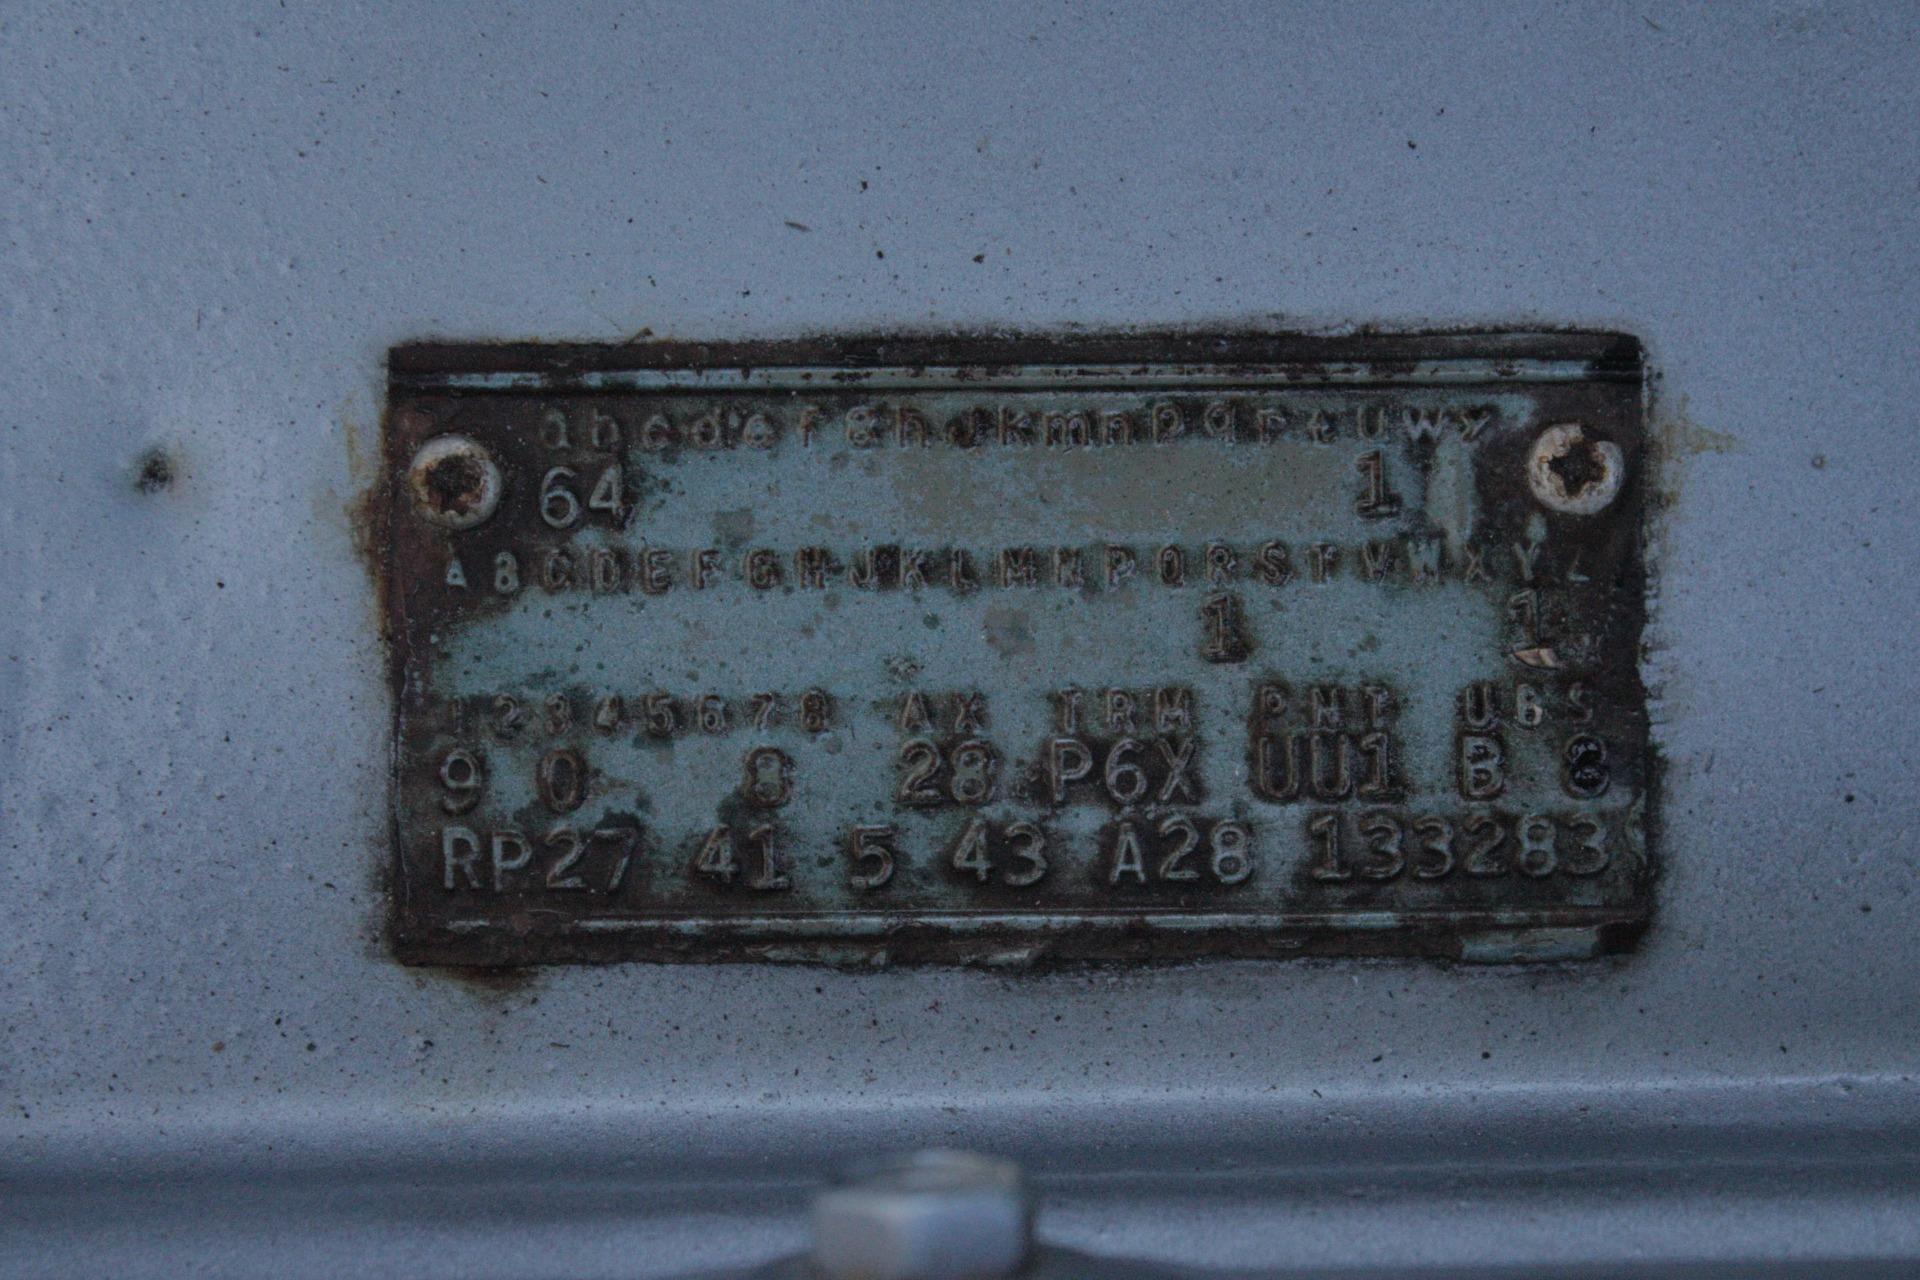 abcdefghjkmnpqrtuwy
64 1
ABCDEFGHJKLMNPQRSTVWXYZ
1 1
12345678 AX TRM PNT UBS
9 0 8 28 P6X UU1 B 8
RP27 41 5 43 A28 133283